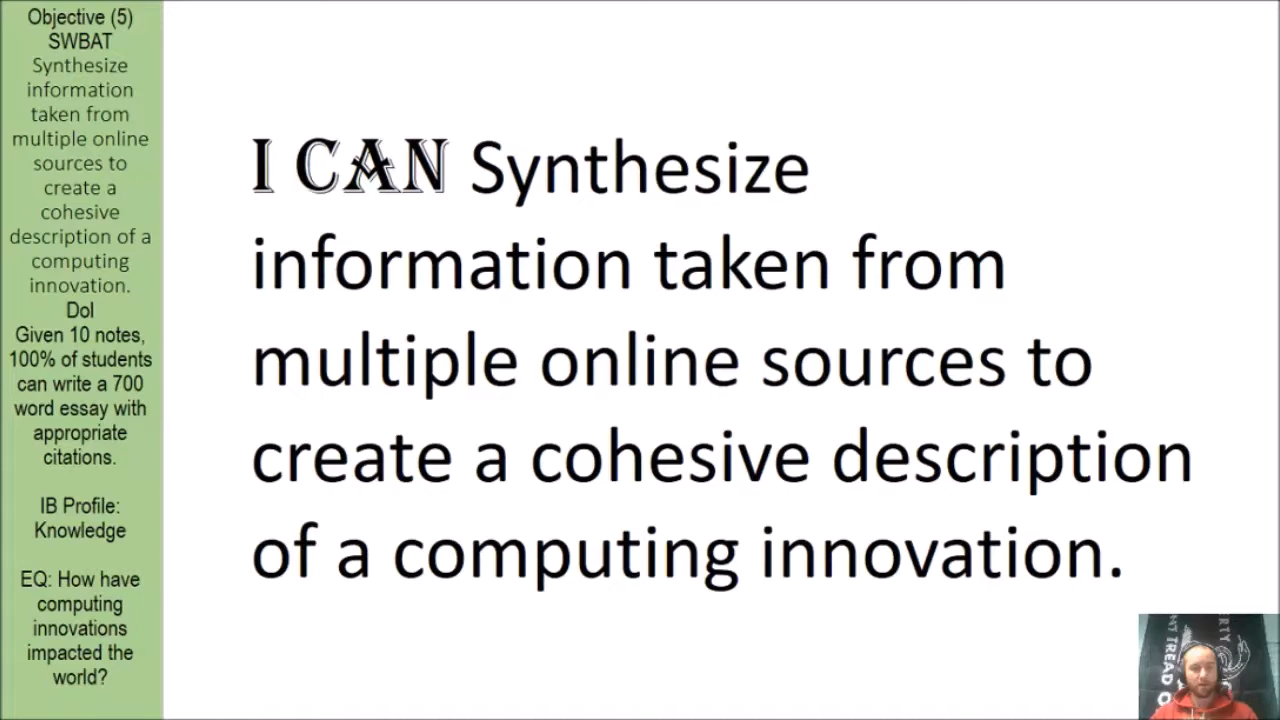 Objective (5)
SWBAT
Synthesize
information
taken from
multiple online
sources to
create a
cohesive
description of a
computing
innovation.
DoI
Given 10 notes,
100% of students
can write a 700
word essay with
appropriate
citations.
IB Profile:
Knowledge
EQ: How have
computing
innovations
impacted the
world?
I CAN Synthesize
information taken from
multiple online sources to
create a cohesive description
of a computing innovation.
ERTY
NT TREAD O